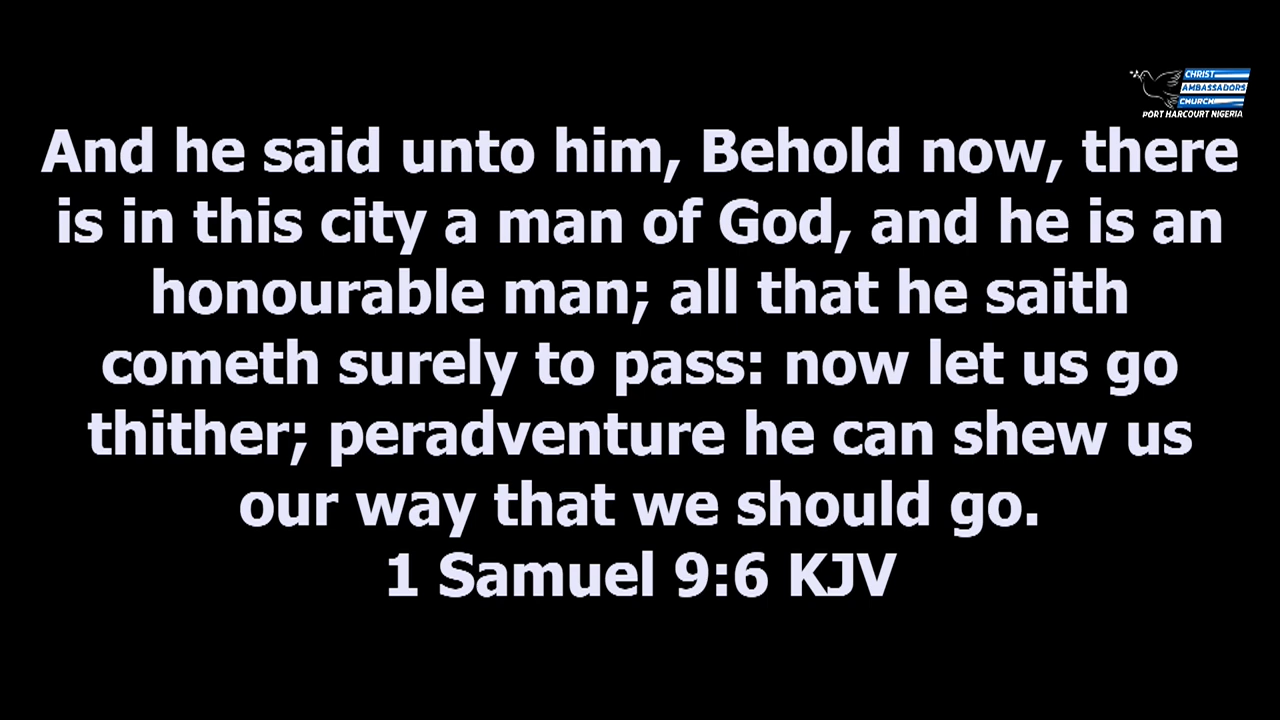 CHRIST
AMBASSADORS
CHURCH
PORT HARCOURT NIGERIA
And he said unto him, Behold now, there
is in this city a man of God, and he is an
honourable man; all that he saith
cometh surely to pass: now let us go
thither; peradventure he can shew us
our way that we should go.
1 Samuel 9:6 KJV